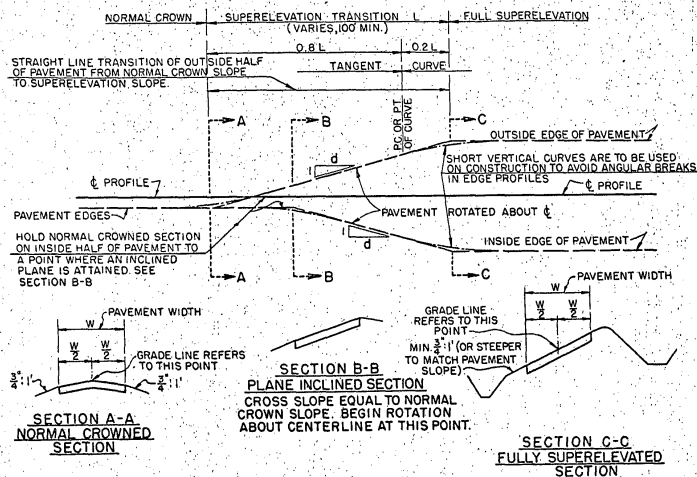 NORMAL CROWN
SUPERELEVATION TRANSITION L
FULL SUPERELEVATION
(VARIES, 100' MIN.)
0.8 L
0.2 L
STRAIGHT LINE TRANSITION OF OUTSIDE HALF
OF PAVEMENT FROM NORMAL CROWN SLOPE
TO SUPERELEVATION SLOPE.
TANGENT
CURVE
PC OR PT
OF CURVE
A
B
C
OUTSIDE EDGE OF PAVEMENT
d
1
SHORT VERTICAL CURVES ARE TO BE USED
ON CONSTRUCTION TO AVOID ANGULAR BREAKS
IN EDGE PROFILES
℄ PROFILE
℄ PROFILE
PAVEMENT EDGES
PAVEMENT ROTATED ABOUT ℄
HOLD NORMAL CROWNED SECTION
ON INSIDE HALF OF PAVEMENT TO
A POINT WHERE AN INCLINED
PLANE IS ATTAINED. SEE
SECTION B-B
1
d
INSIDE EDGE OF PAVEMENT
A
B
C
PAVEMENT WIDTH
W
W/2
W/2
GRADE LINE REFERS
TO THIS POINT
3/4":1'
3/4":1'
SECTION A-A
NORMAL CROWNED
SECTION
SECTION B-B
PLANE INCLINED SECTION
CROSS SLOPE EQUAL TO NORMAL
CROWN SLOPE. BEGIN ROTATION
ABOUT CENTERLINE AT THIS POINT.
PAVEMENT WIDTH
W
W/2
W/2
GRADE LINE
REFERS TO THIS
POINT
MIN. 3/4":1' (OR STEEPER
TO MATCH PAVEMENT
SLOPE)
SECTION C-C
FULLY SUPERELEVATED
SECTION